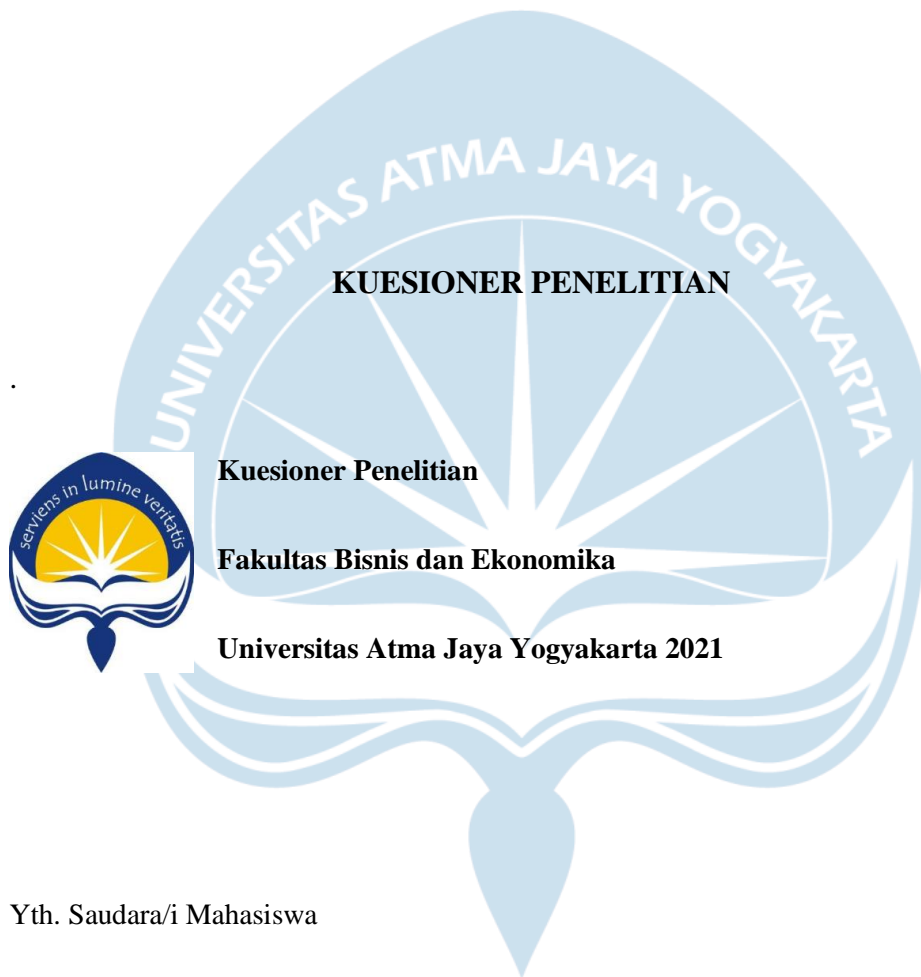 UNIVERSITAS ATMA JAYA YOGYAKARTA
KUESIONER PENELITIAN
.
serviens in lumine veritatis
Kuesioner Penelitian
Fakultas Bisnis dan Ekonomika
Universitas Atma Jaya Yogyakarta 2021
Yth. Saudara/i Mahasiswa